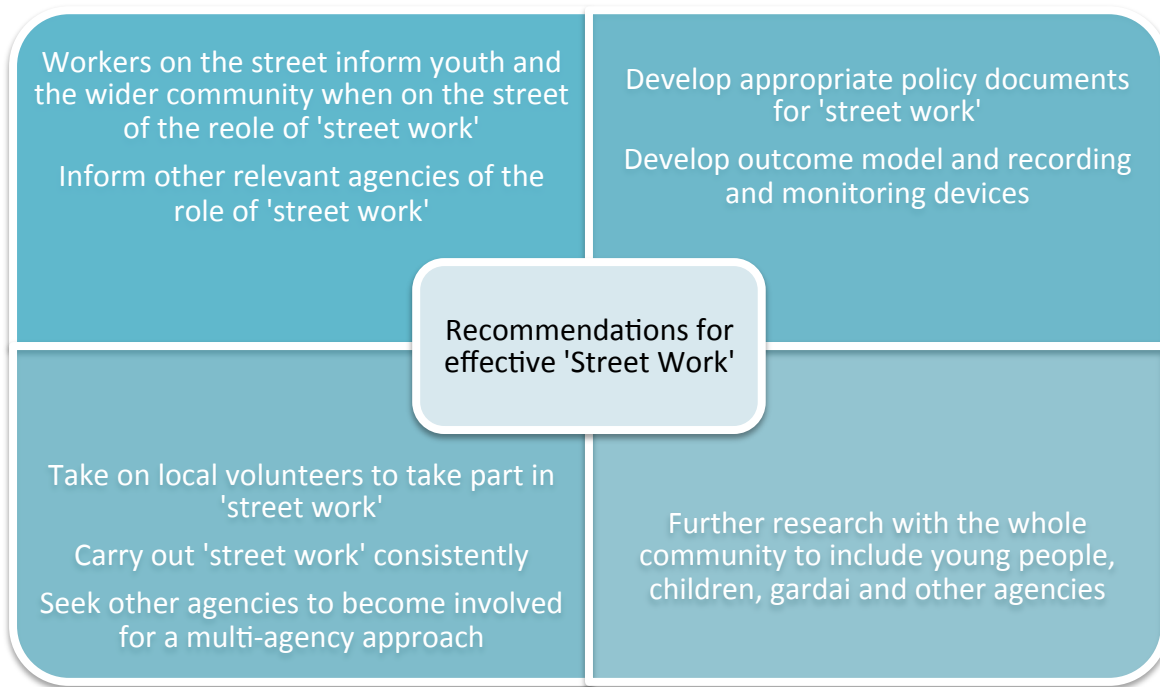 Workers on the street inform youth and
the wider community when on the street
of the reole of 'street work'
Inform other relevant agencies of the
role of 'street work'
Develop appropriate policy documents
for 'street work'
Develop outcome model and recording
and monitoring devices
Recommendations for
effective 'Street Work'
Take on local volunteers to take part in
'street work'
Carry out 'street work' consistently
Seek other agencies to become involved
for a multi-agency approach
Further research with the whole
community to include young people,
children, gardai and other agencies